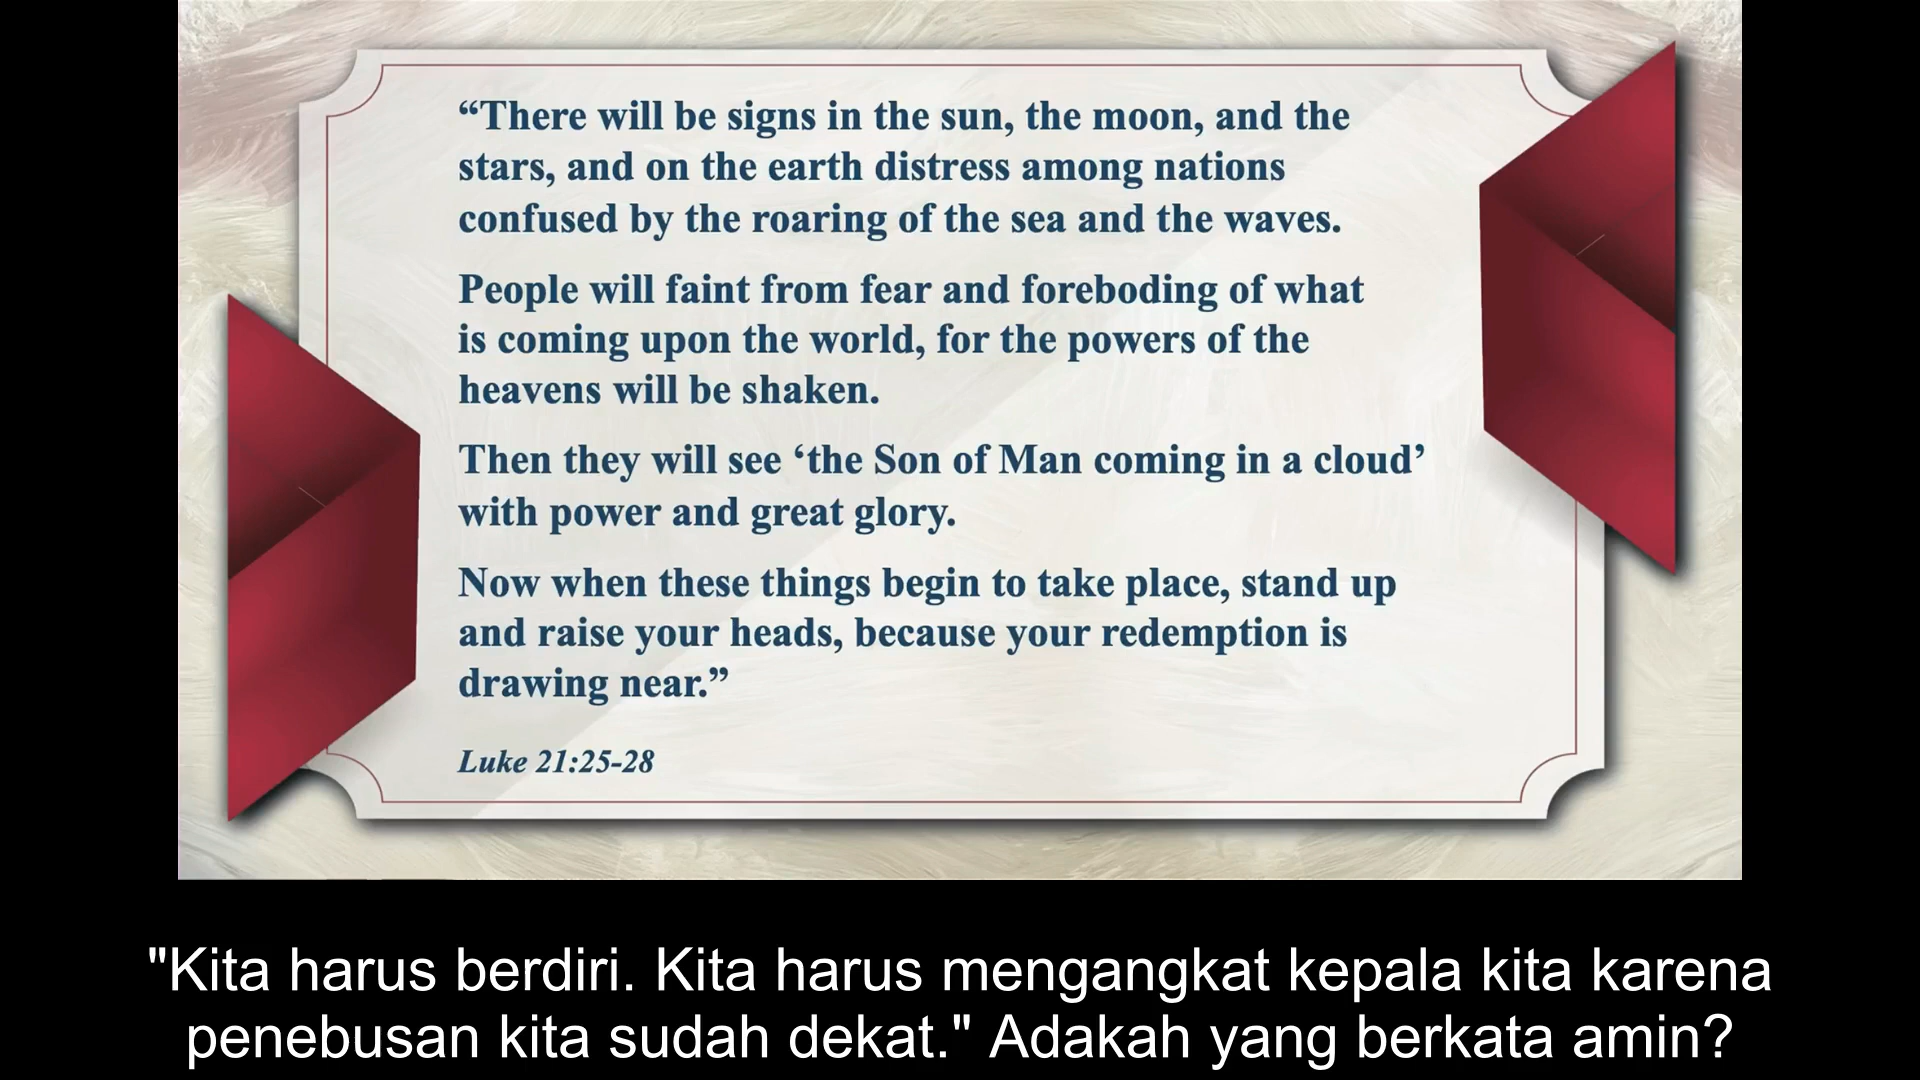 “There will be signs in the sun, the moon, and the
stars, and on the earth distress among nations
confused by the roaring of the sea and the waves.
People will faint from fear and foreboding of what
is coming upon the world, for the powers of the
heavens will be shaken.
Then they will see ‘the Son of Man coming in a cloud’
with power and great glory.
Now when these things begin to take place, stand up
and raise your heads, because your redemption is
drawing near.”
Luke 21:25-28
"Kita harus berdiri. Kita harus mengangkat kepala kita karena
penebusan kita sudah dekat." Adakah yang berkata amin?